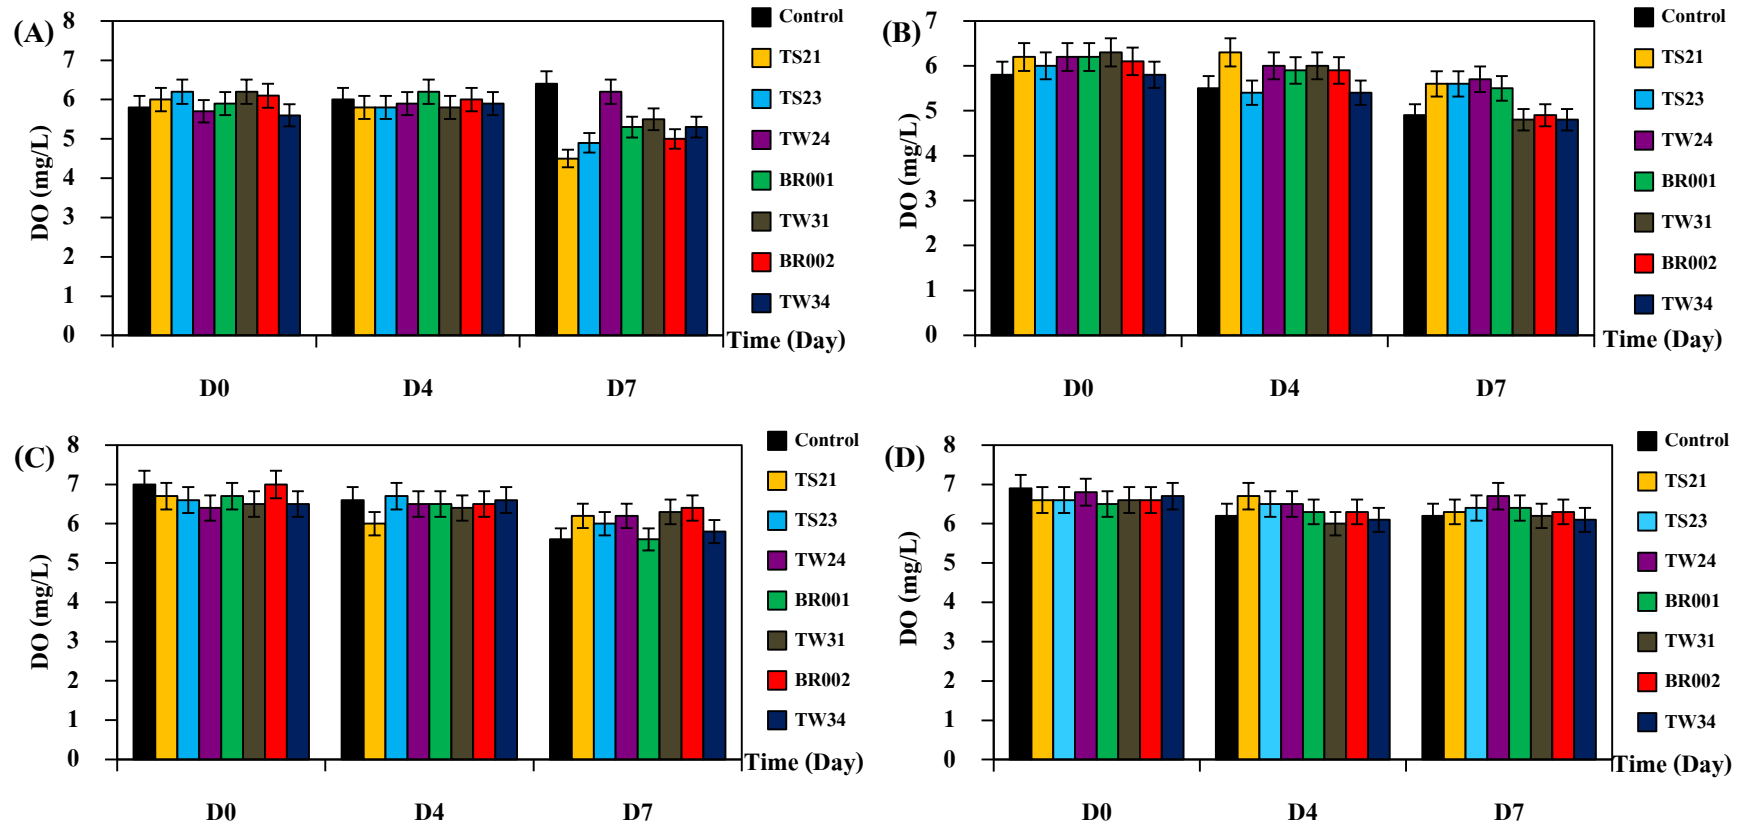 (A)
DO (mg/L)
8
7
6
5
4
3
2
1
0
D0 D4 D7
Time (Day)
Control
TS21
TS23
TW24
BR001
TW31
BR002
TW34
(B)
DO (mg/L)
7
6
5
4
3
2
1
0
D0 D4 D7
Time (Day)
Control
TS21
TS23
TW24
BR001
TW31
BR002
TW34
(C)
DO (mg/L)
8
7
6
5
4
3
2
1
0
D0 D4 D7
Time (Day)
Control
TS21
TS23
TW24
BR001
TW31
BR002
TW34
(D)
DO (mg/L)
8
7
6
5
4
3
2
1
0
D0 D4 D7
Time (Day)
Control
TS21
TS23
TW24
BR001
TW31
BR002
TW34